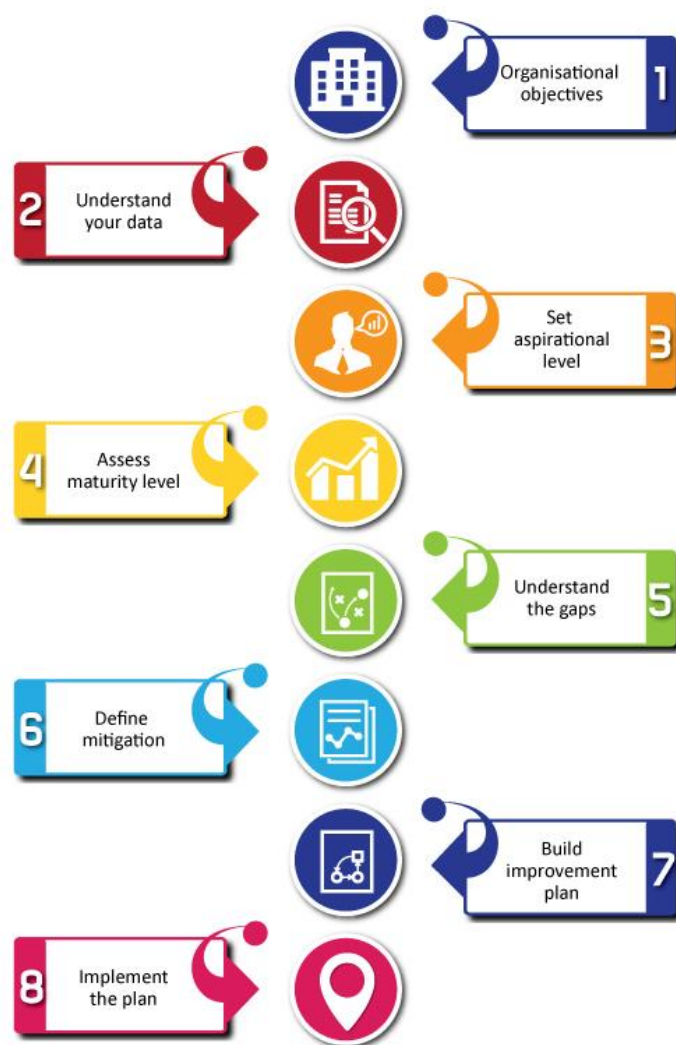 Organisational
objectives
1
2
Understand
your data
Set
aspirational
level
3
4
Assess
maturity level
Understand
the gaps
5
6
Define
mitigation
Build
improvement
plan
7
8
Implement
the plan